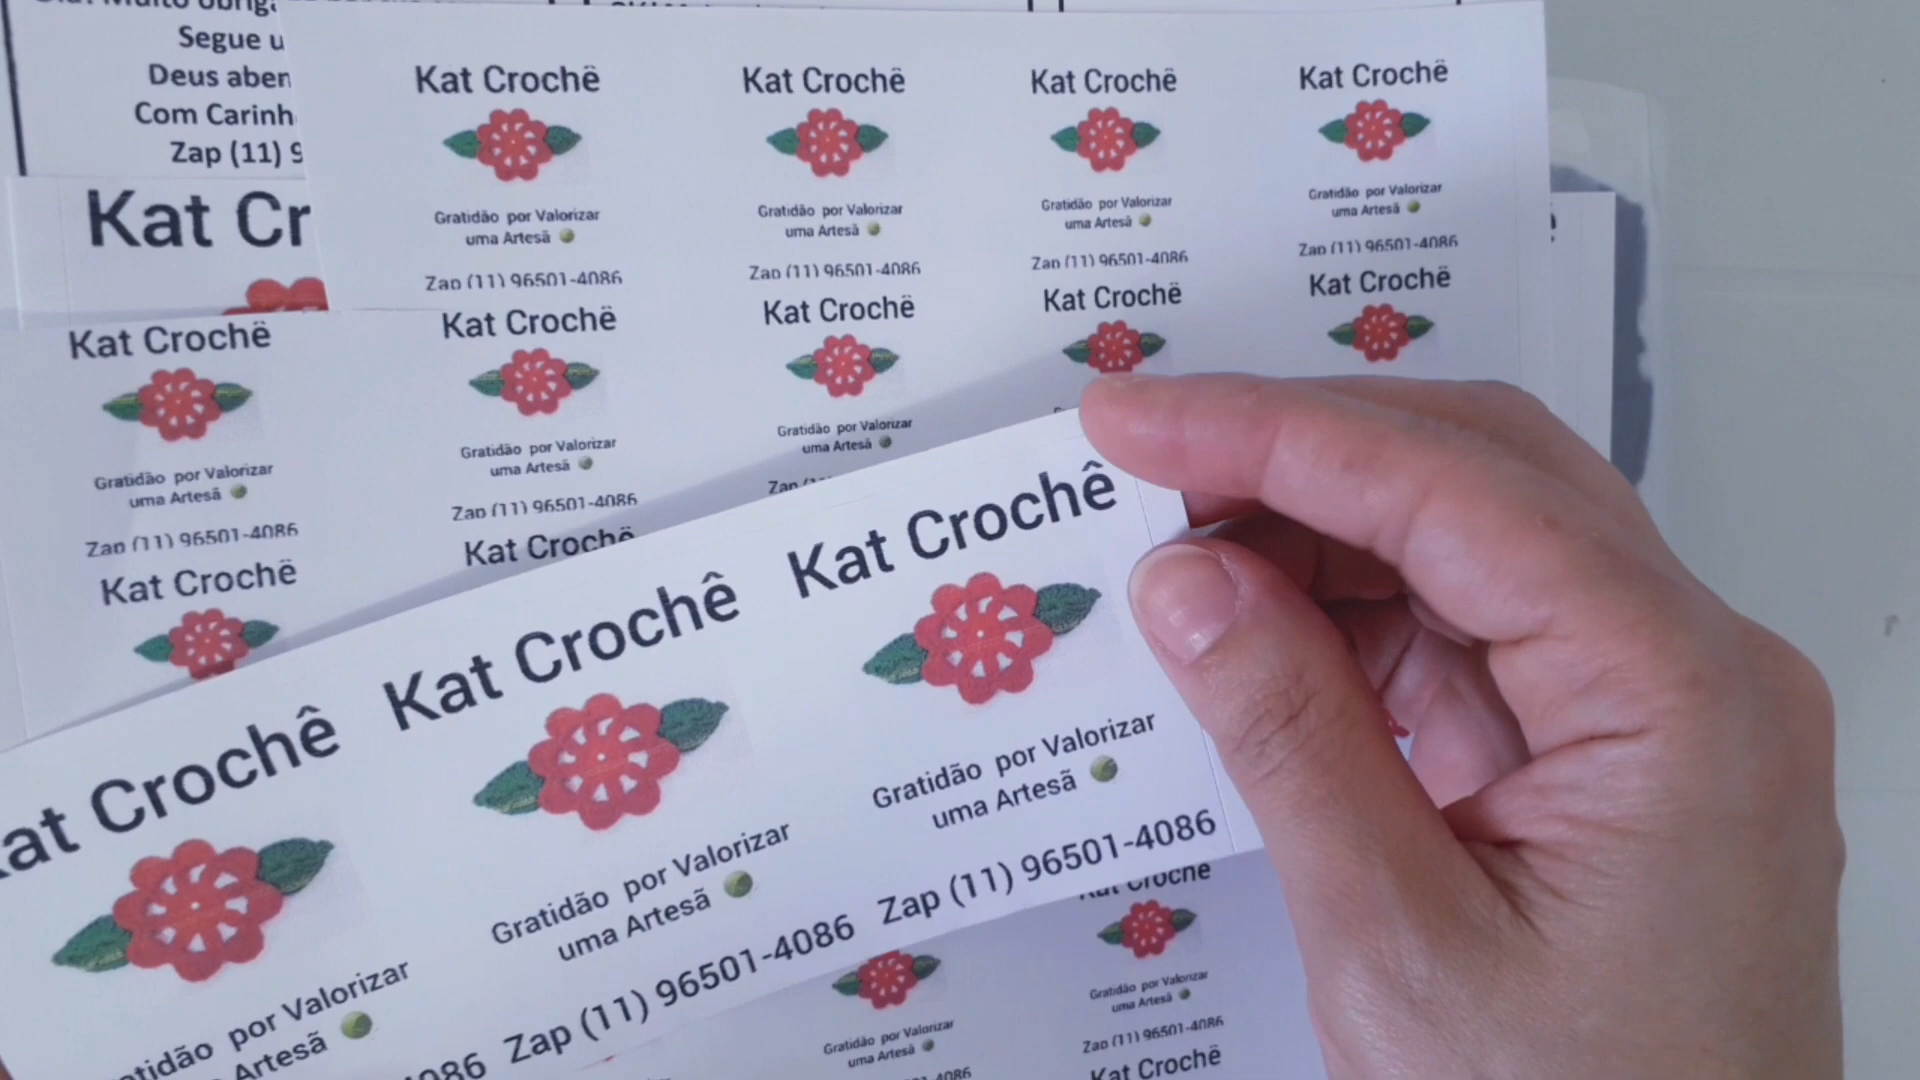 Segue u
Deus aben
Com Carinh
Zap (11) 9
Kat Cr
Kat Crochê
Gratidão por Valorizar
uma Artesã
Zap (11) 96501-4086
Kat Crochê
Gratidão por Valorizar
uma Artesã
Zap (11) 96501-4086
Kat Crochê
Gratidão por Valorizar
uma Artesã
Zap (11) 96501-4086
Kat Crochê
Gratidão por Valorizar
uma Artesã
Zap (11) 96501-4086
Kat Crochê
Gratidão por Valorizar
uma Artesã
Zap (11) 96501-4086
Kat Crochê
Gratidão por Valorizar
uma Artesã
Zap (11) 96501-4086
Kat Crochê
Gratidão por Valorizar
uma Artesã
Zap
Kat Crochê
Kat Crochê
Kat Crochê
Kat Crochê
at Crochê
tidão por Valorizar
Artesã
086
Kat Crochê
Gratidão por Valorizar
uma Artesã
Zap (11) 96501-4086
Kat Crochê
Gratidão por Valorizar
uma Artesã
Zap (11) 96501-4086
Gratidão por Valorizar
uma Artesã
4086
Kat Crochê
Gratidão por Valorizar
uma Artesã
Zap (11) 96501-4086
Kat Crochê